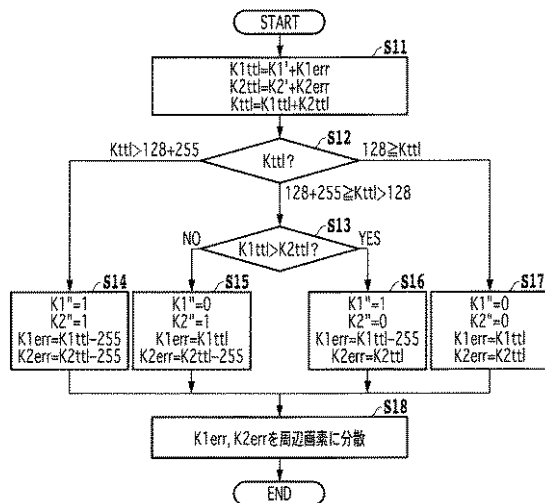 START
S11
K1ttl=K1'+K1err
K2ttl=K2'+K2err
Kttl=K1ttl+K2ttl
S12
Kttl>128+255
Kttl?
128≧Kttl
128+255≧Kttl>128
S13
NO
K1ttl>K2ttl?
YES
S14
K1"=1
K2"=1
K1err=K1ttl-255
K2err=K2ttl-255
S15
K1"=0
K2"=1
K1err=K1ttl
K2err=K2ttl-255
S16
K1"=1
K2"=0
K1err=K1ttl-255
K2err=K2ttl
S17
K1"=0
K2"=0
K1err=K1ttl
K2err=K2ttl
S18
K1err, K2errを周辺画素に分散
END